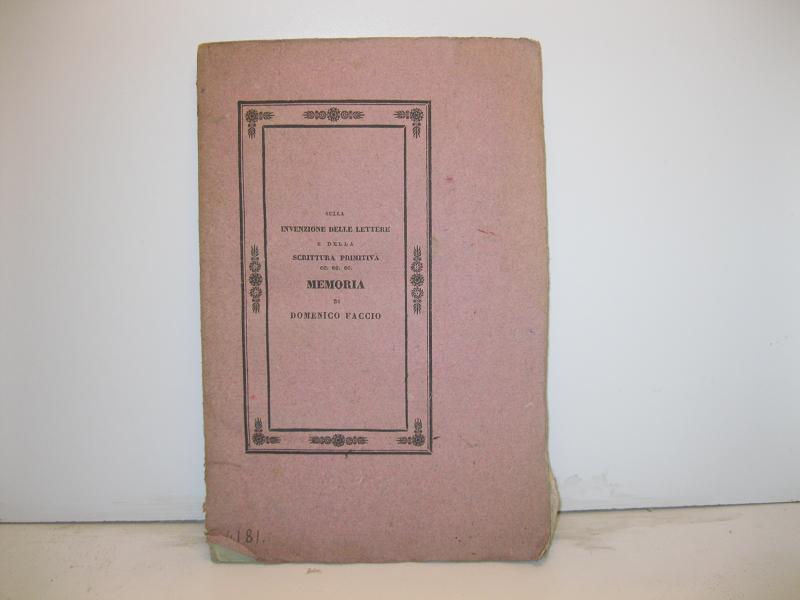 SULLA
INVENZIONE DELLE LETTERE
E DELLA
SCRITTURA PRIMITIVA
ec. ec. ec.
MEMORIA
DI
DOMENICO FACCIO